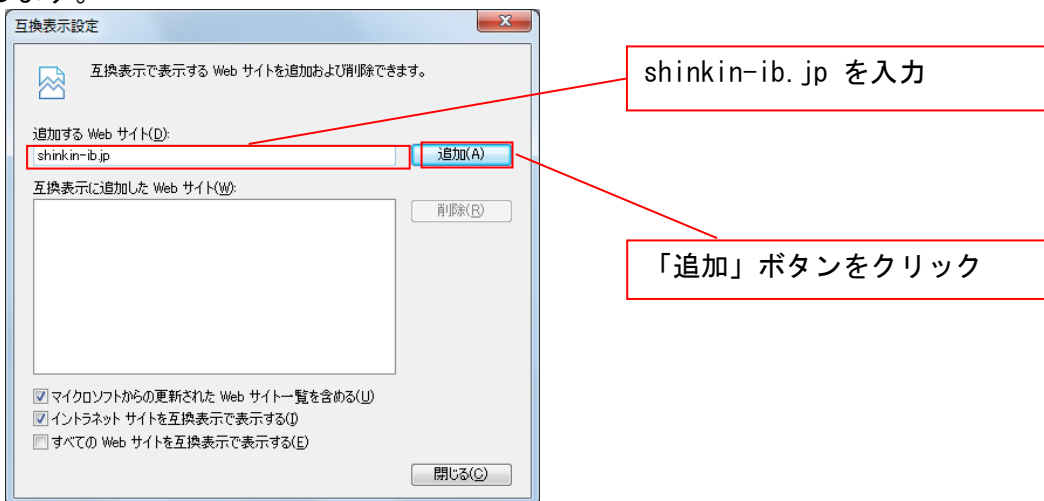 します。
互換表示設定
互換表示で表示する Web サイトを追加および削除できます。
shinkin-ib.jp を入力
追加する Web サイト(D):
shinkin-ib.jp
追加(A)
互換表示に追加した Web サイト(W):
削除(R)
「追加」ボタンをクリック
マイクロソフトからの更新された Web サイト一覧を含める(U)
イントラネット サイトを互換表示で表示する(I)
すべての Web サイトを互換表示で表示する(E)
閉じる(C)